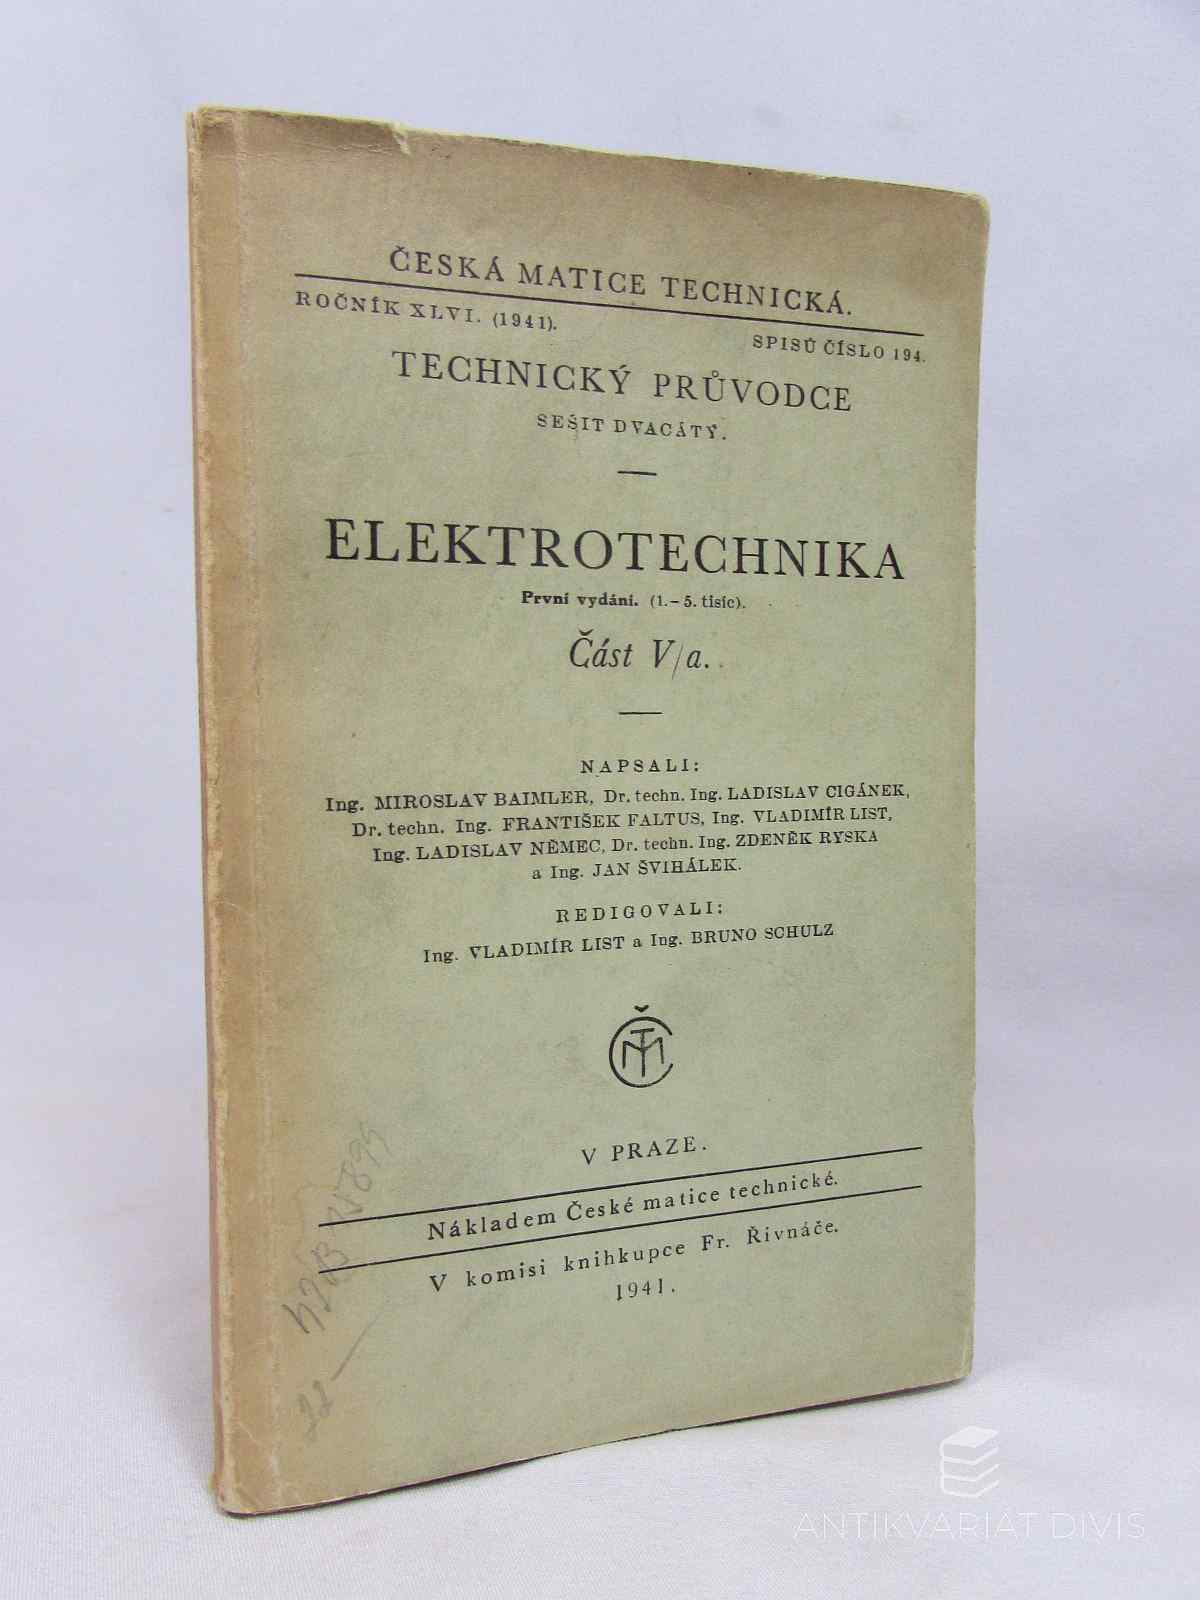 ČESKÁ MATICE TECHNICKÁ.
ROČNÍK XLVI. (1941).
SPISŮ ČÍSLO 194.
TECHNICKÝ PRŮVODCE
SEŠIT DVACÁTÝ.
ELEKTROTECHNIKA
První vydání. (1.–5. tisíc).
Část V/a.
NAPSALI:
Ing. MIROSLAV BAIMLER, Dr. techn. Ing. LADISLAV CIGÁNEK,
Dr. techn. Ing. FRANTIŠEK FALTUS, Ing. VLADIMÍR LIST,
Ing. LADISLAV NĚMEC, Dr. techn. Ing. ZDENĚK RYSKA
a Ing. JAN ŠVIHÁLEK.
REDIGOVALI:
Ing. VLADIMÍR LIST a Ing. BRUNO SCHULZ
ČMT
V PRAZE.
Nákladem České matice technické.
V komisi knihkupce Fr. Řivnáče.
1941.
22—
ANTIKVARIAT DIVIS